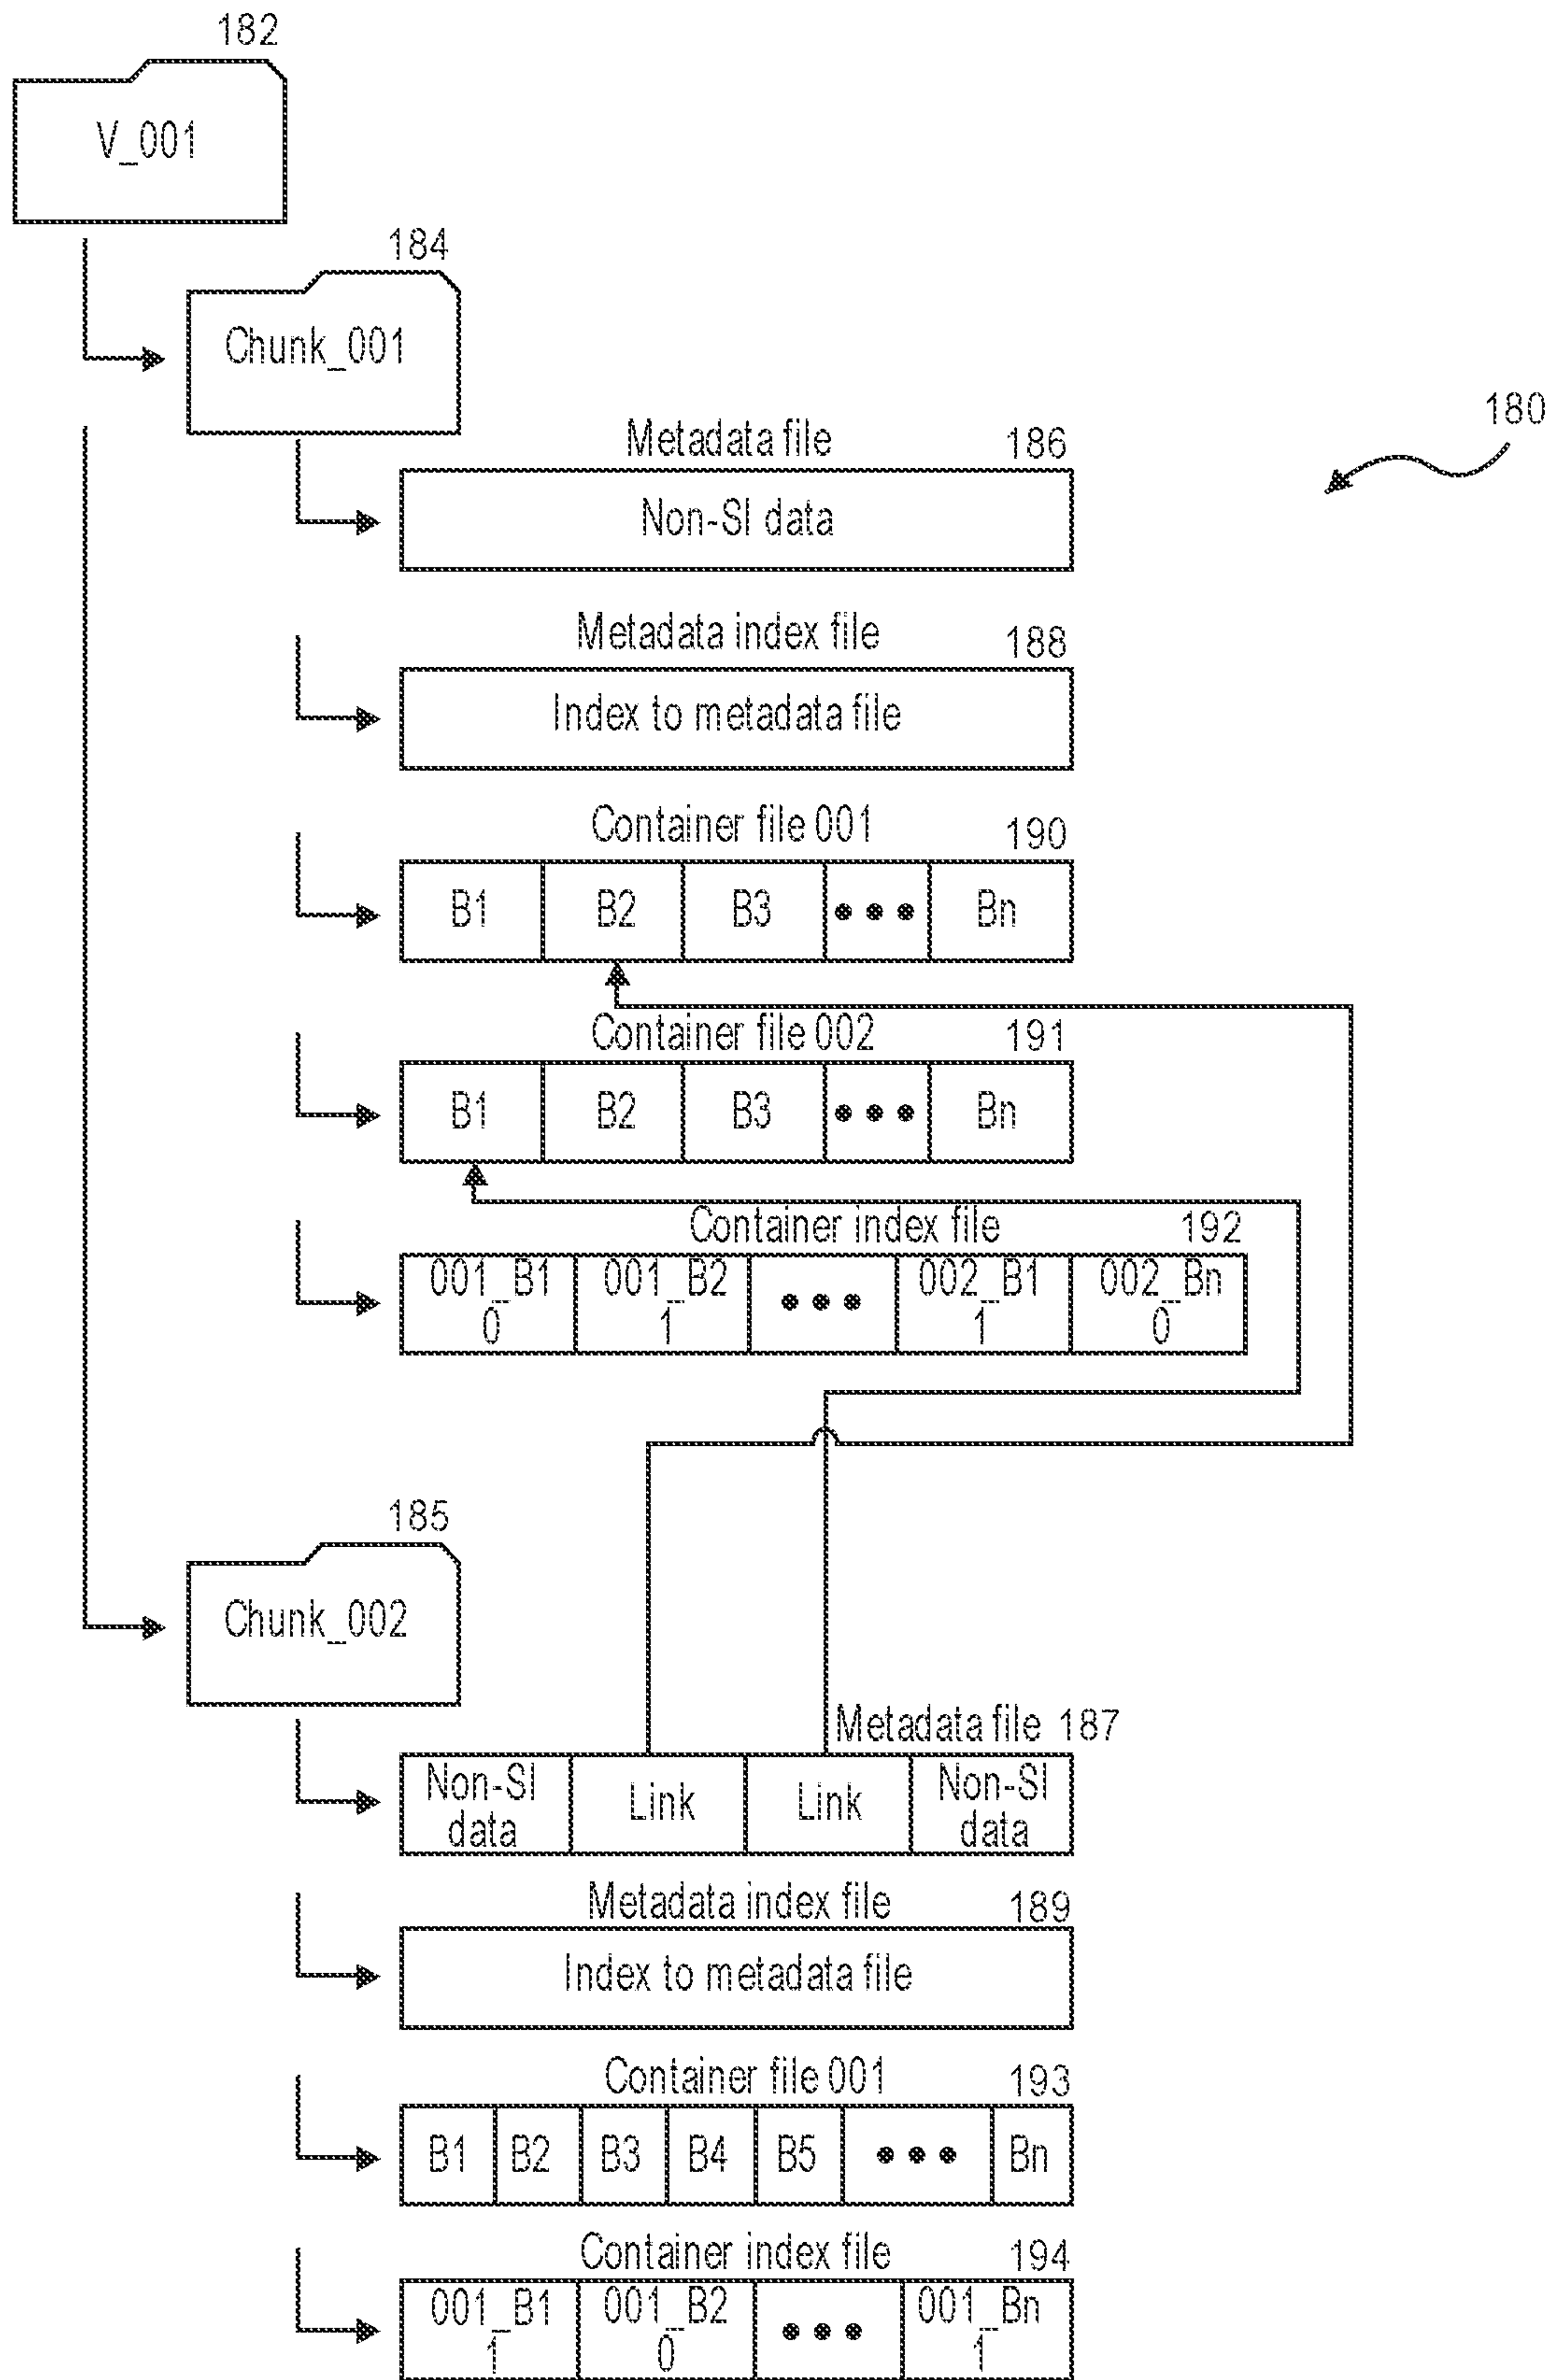 182
V_001
184
Chunk_001
180
Metadata file 186
Non-SI data
Metadata index file 188
Index to metadata file
Container file 001 190
B1 B2 B3 ••• Bn
Container file 002 191
B1 B2 B3 ••• Bn
Container index file 192
001_B1 001_B2 ••• 002_B1 002_Bn
0 1 1 0
185
Chunk_002
Metadata file 187
Non-SI Link Link Non-SI
data data
Metadata index file 189
Index to metadata file
Container file 001 193
B1 B2 B3 B4 B5 ••• Bn
Container index file 194
001_B1 001_B2 ••• 001_Bn
1 0 1